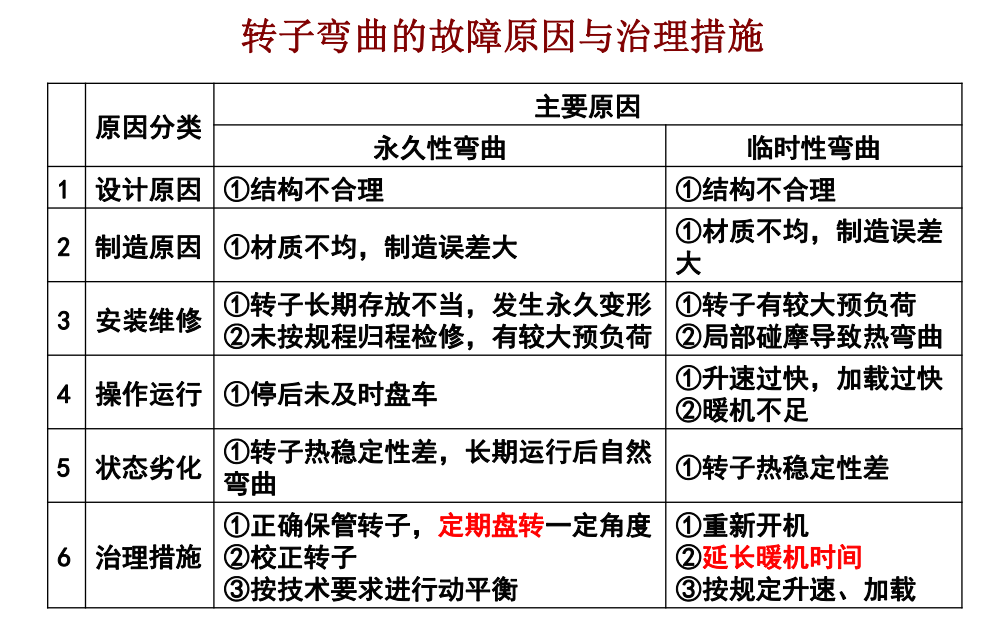 转子弯曲的故障原因与治理措施
原因分类
主要原因
永久性弯曲
临时性弯曲
1
设计原因
①结构不合理
①结构不合理
2
制造原因
①材质不均，制造误差大
①材质不均，制造误差
大
3
安装维修
①转子长期存放不当，发生永久变形
②未按规程归程检修，有较大预负荷
①转子有较大预负荷
②局部碰摩导致热弯曲
4
操作运行
①停后未及时盘车
①升速过快，加载过快
②暖机不足
5
状态劣化
①转子热稳定性差，长期运行后自然
弯曲
①转子热稳定性差
6
治理措施
①正确保管转子，定期盘转一定角度
②校正转子
③按技术要求进行动平衡
①重新开机
②延长暖机时间
③按规定升速、加载